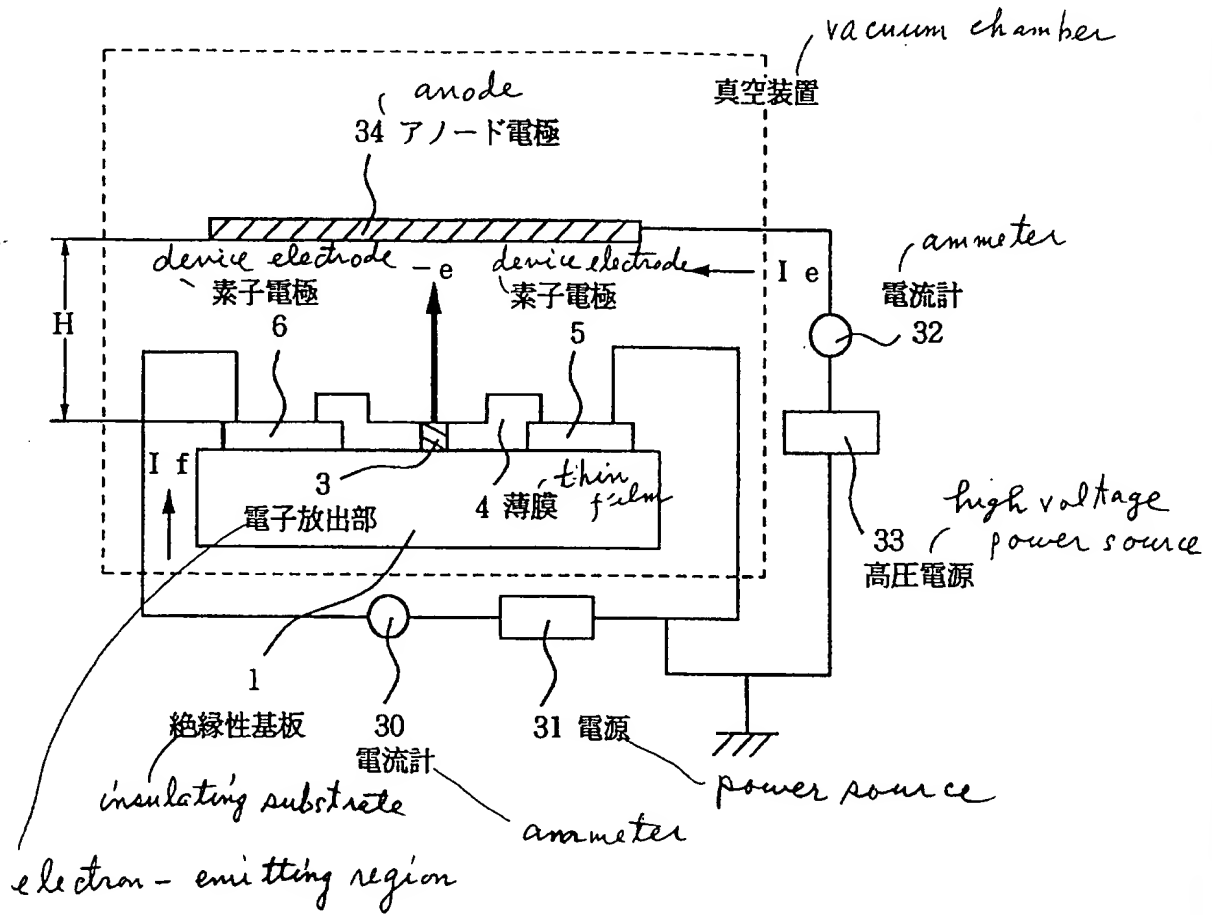 vacuum chamber
真空装置
anode
34 アノード電極
device electrode
素子電極
6
-e
device electrode
素子電極
5
I e
ammeter
電流計
32
H
I f
3
電子放出部
4 薄膜
thin film
high voltage power source
33
高圧電源
1
絶縁性基板
insulating substrate
30
電流計
ammeter
31 電源
power source
electron - emitting region